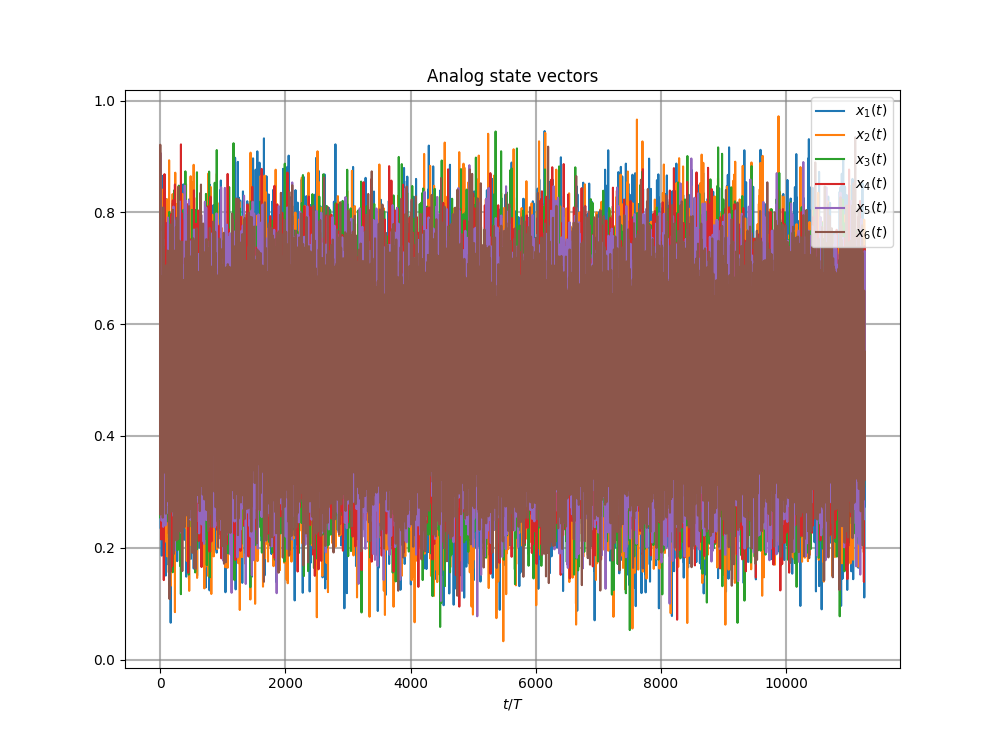 Analog state vectors
1.0
0.8
0.6
0.4
0.2
0.0
x₁(t)
x₂(t)
x₃(t)
x₄(t)
x₅(t)
x₆(t)
0 2000 4000 6000 8000 10000
t/T